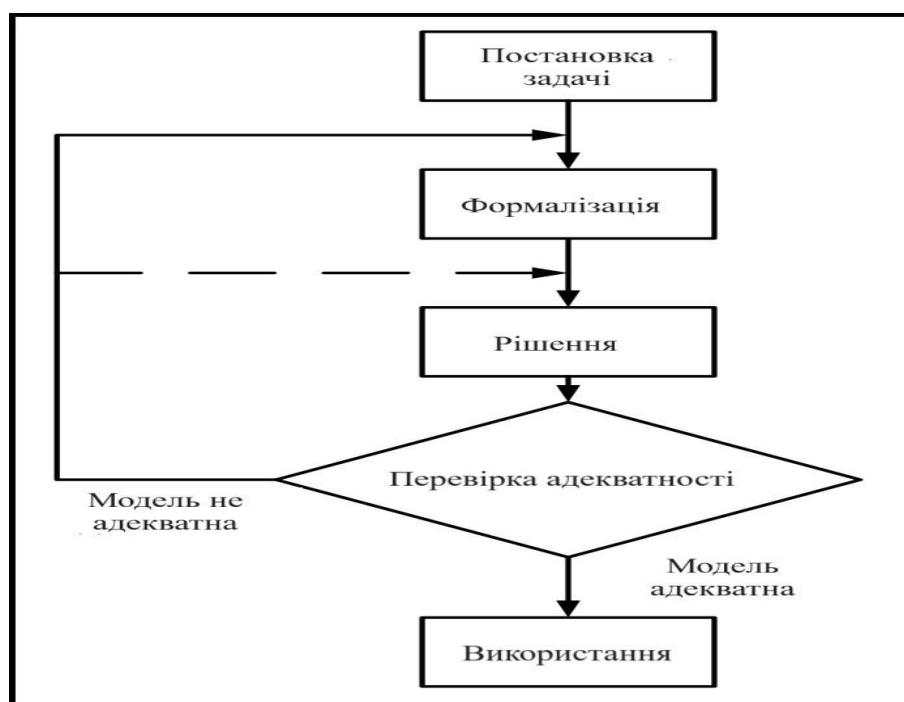 Постановка
задачі
Формалізація
Рішення
Перевірка адекватності
Модель не
адекватна
Модель
адекватна
Використання